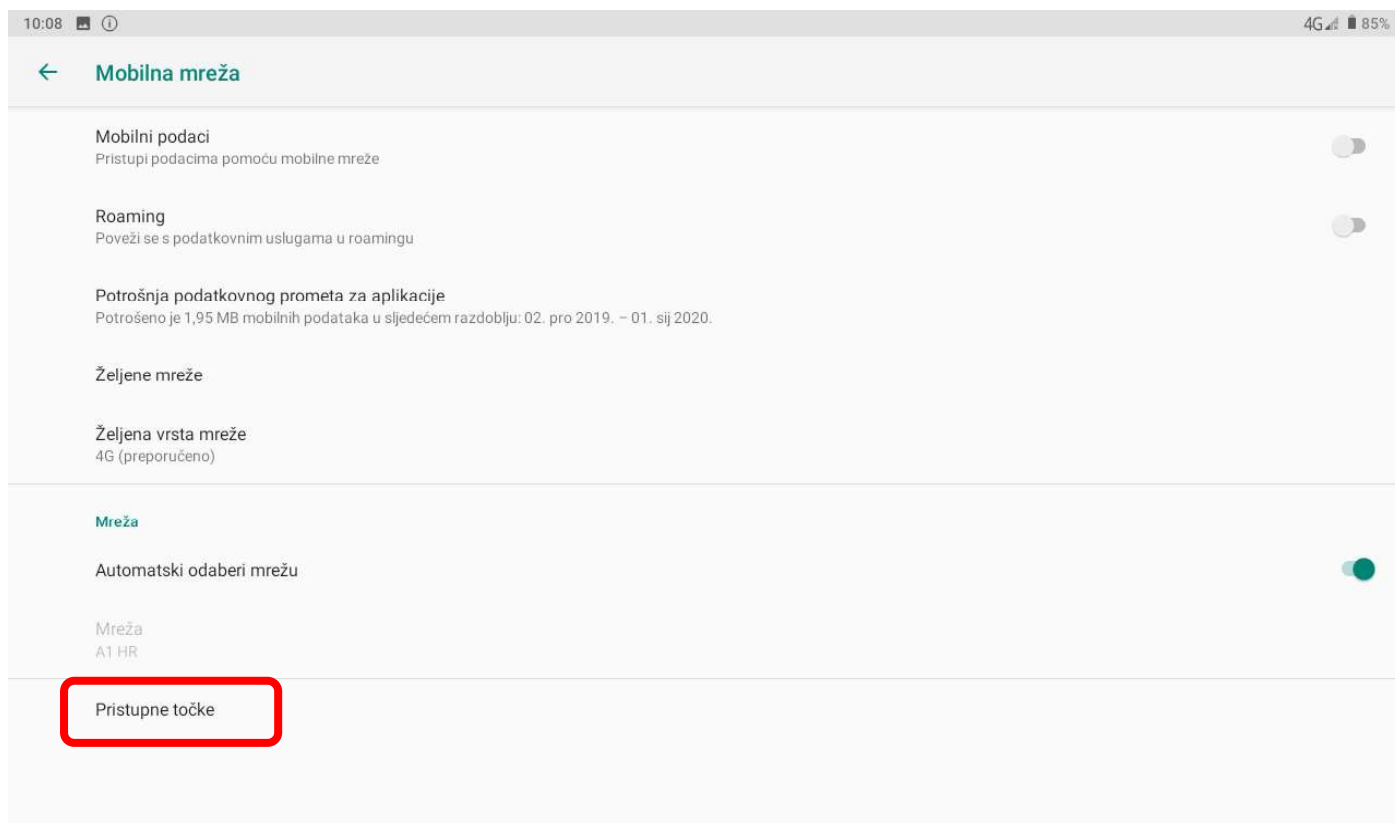 10:08
4G 85%
Mobilna mreža
Mobilni podaci
Pristupi podacima pomoću mobilne mreže
Roaming
Poveži se s podatkovnim uslugama u roamingu
Potrošnja podatkovnog prometa za aplikacije
Potrošeno je 1,95 MB mobilnih podataka u sljedećem razdoblju: 02. pro 2019. – 01. sij 2020.
Željene mreže
Željena vrsta mreže
4G (preporučeno)
Mreža
Automatski odaberi mrežu
Mreža
A1 HR
Pristupne točke